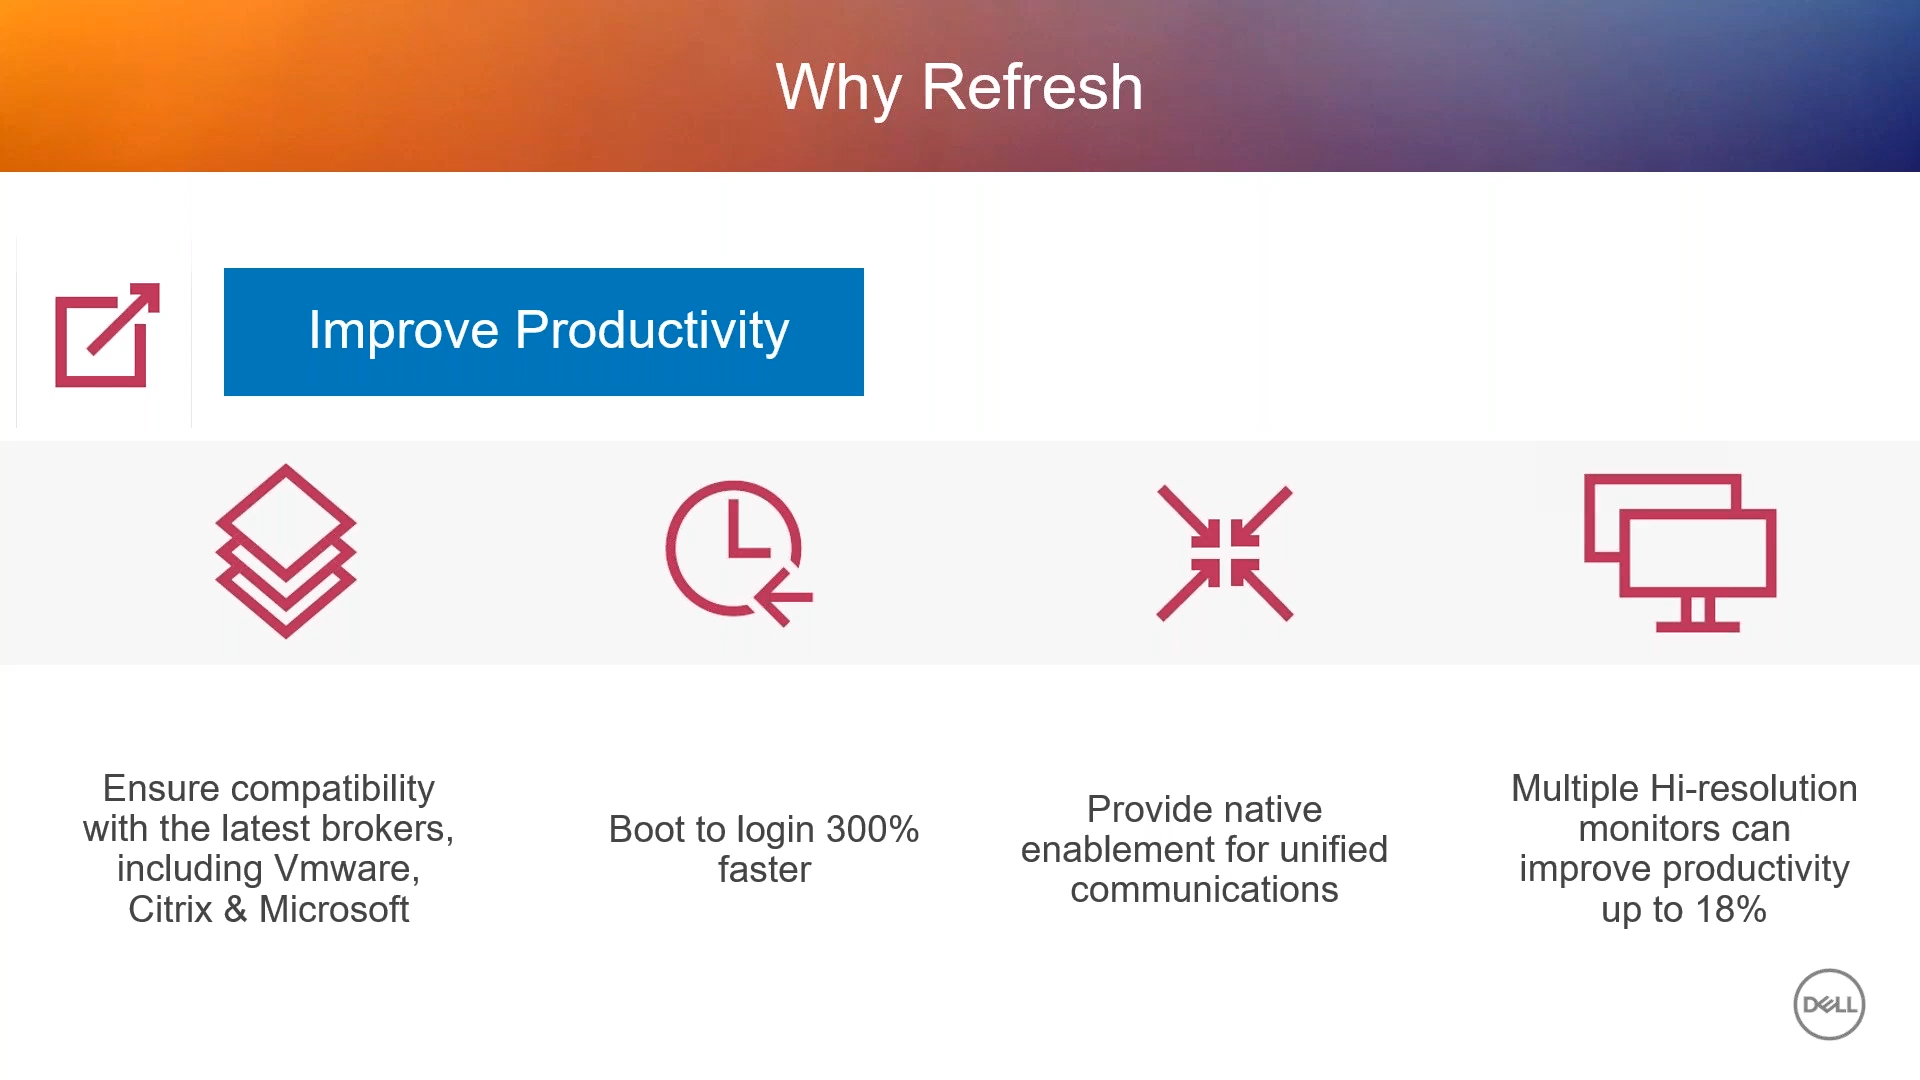 Why Refresh
Improve Productivity
Ensure compatibility
with the latest brokers,
including Vmware,
Citrix & Microsoft
Boot to login 300%
faster
Provide native
enablement for unified
communications
Multiple Hi-resolution
monitors can
improve productivity
up to 18%
DELL